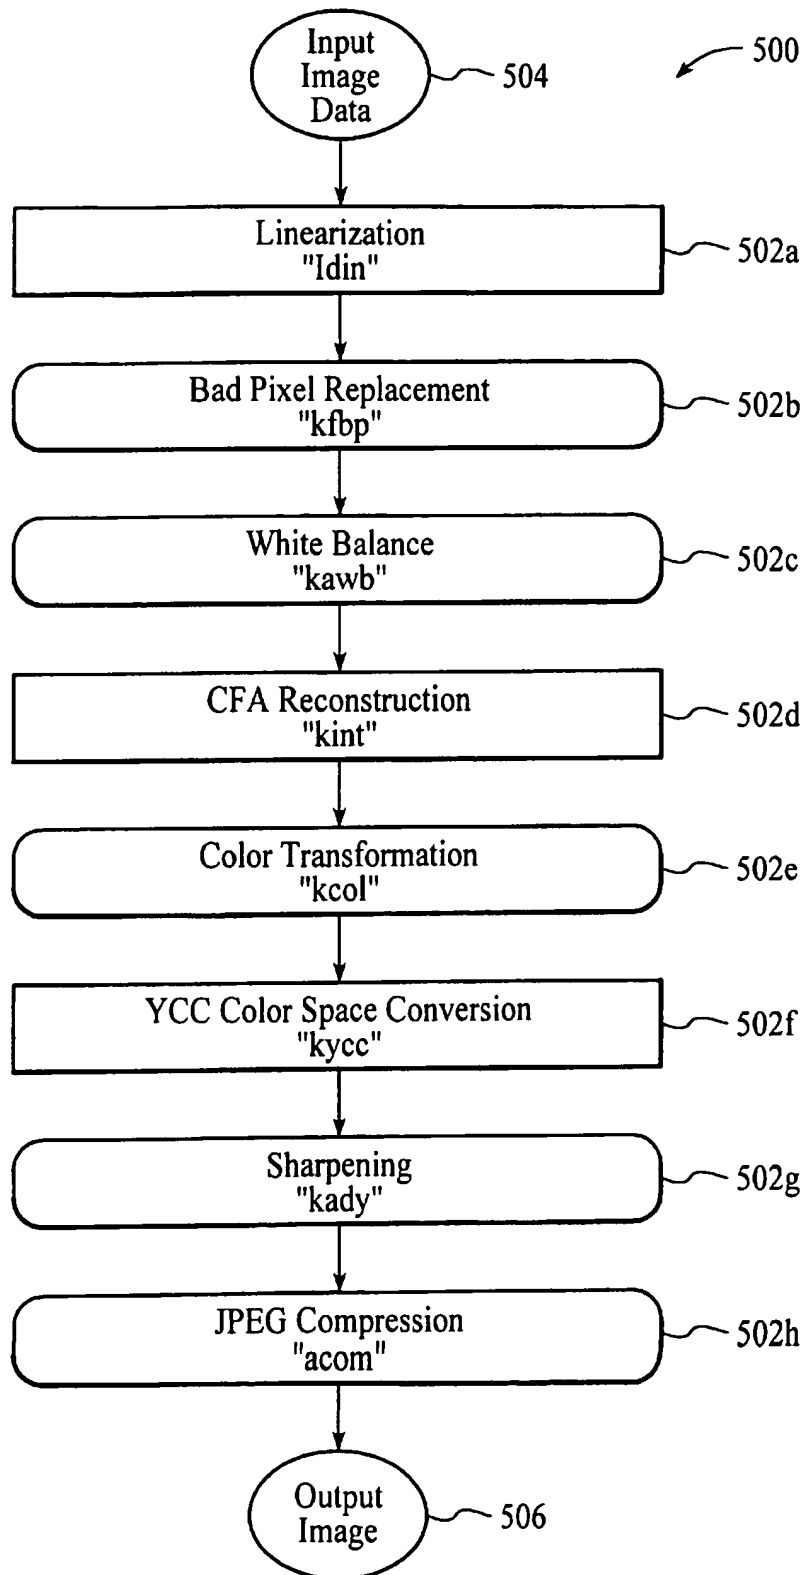 Input
Image
Data
504
500
Linearization
"Idin"
502a
Bad Pixel Replacement
"kfbp"
502b
White Balance
"kawb"
502c
CFA Reconstruction
"kint"
502d
Color Transformation
"kcol"
502e
YCC Color Space Conversion
"kycc"
502f
Sharpening
"kady"
502g
JPEG Compression
"acom"
502h
Output
Image
506